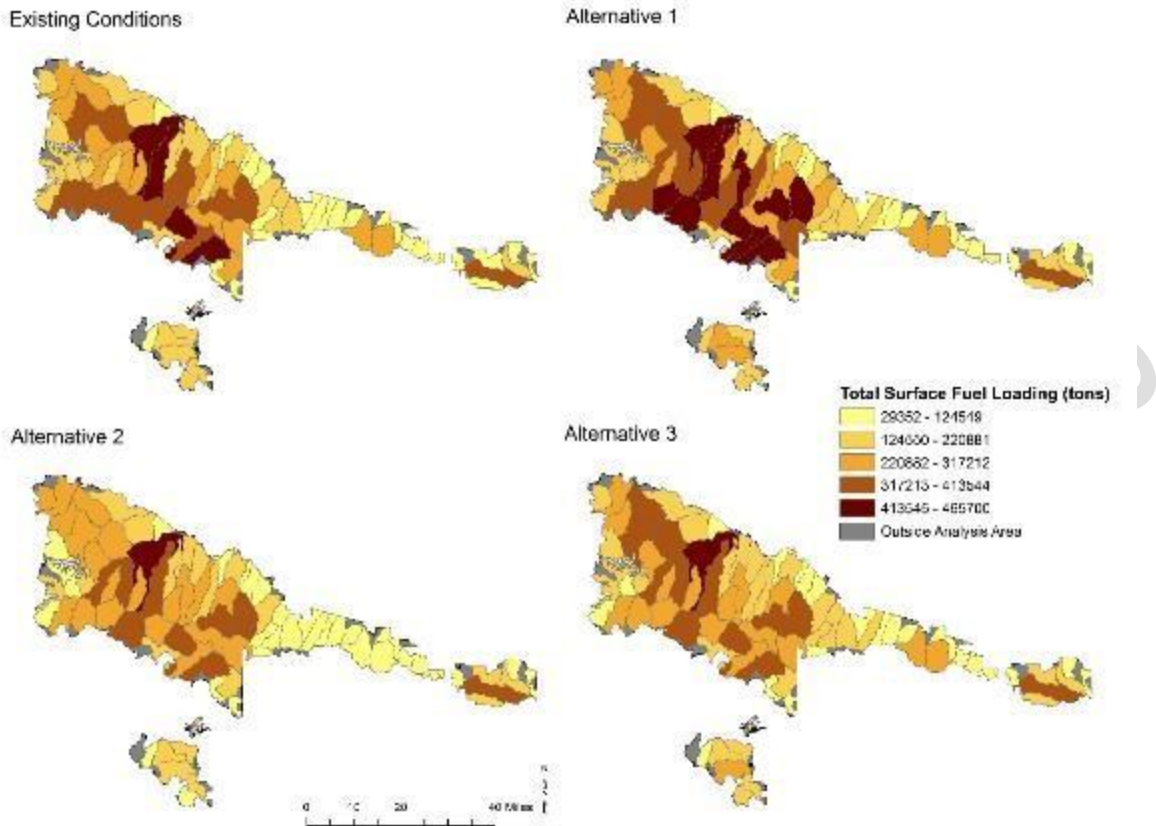 Existing Conditions
Alternative 1
Total Surface Fuel Loading (tons)
29352 - 124549
220882 - 317212
Outside Analysis Area
Alternative 2
Alternative 3
0
20
40 Miles